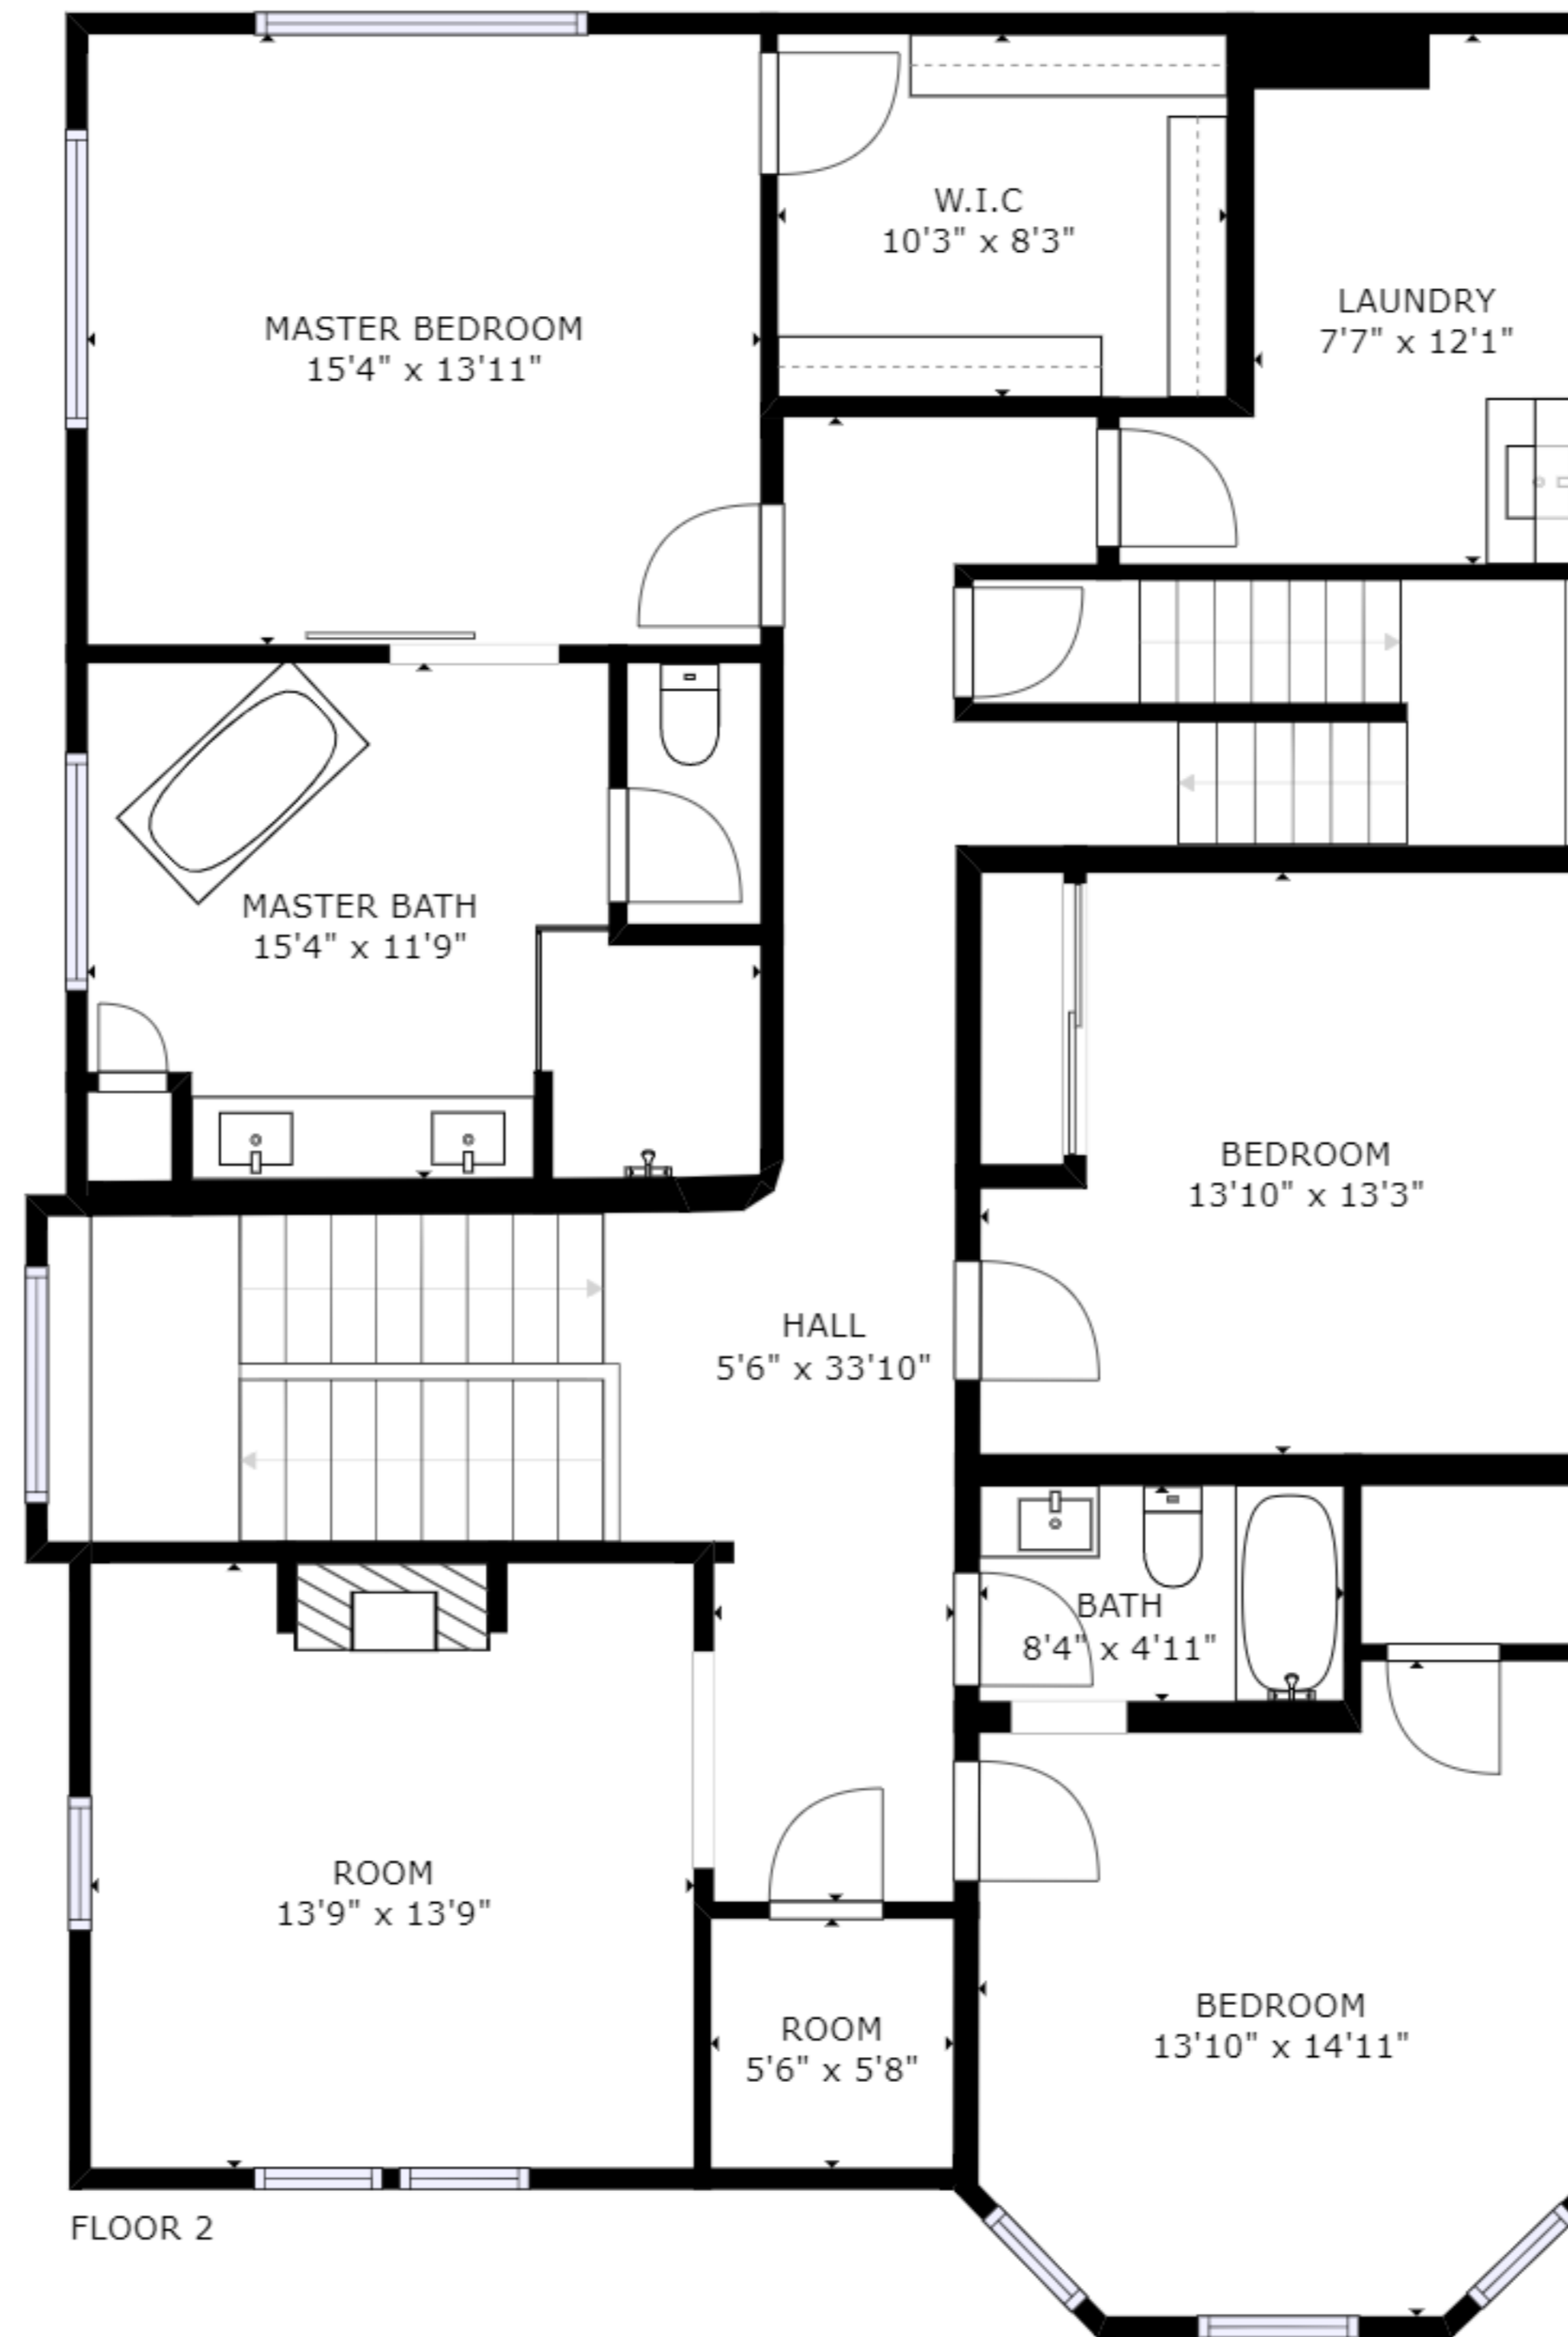 W.I.C
10'3" x 8'3"
LAUNDRY
7'7" x 12'1"
MASTER BEDROOM
15'4" x 13'11"
MASTER BATH
15'4" x 11'9"
BEDROOM
13'10" x 13'3"
HALL
5'6" x 33'10"
BATH
8'4" x 4'11"
ROOM
13'9" x 13'9"
BEDROOM
13'10" x 14'11"
ROOM
5'6" x 5'8"
FLOOR 2